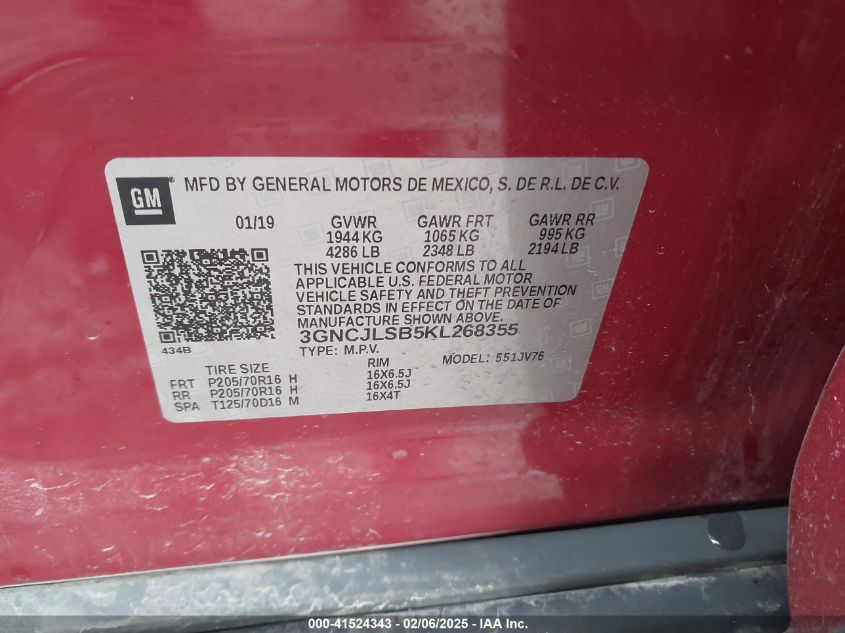 GM ® MFD BY GENERAL MOTORS DE MEXICO, S. DE R.L. DE C.V.
01/19 GVWR GAWR FRT GAWR RR
1944 KG 1065 KG 995 KG
4286 LB 2348 LB 2194 LB
THIS VEHICLE CONFORMS TO ALL
APPLICABLE U.S. FEDERAL MOTOR
VEHICLE SAFETY AND THEFT PREVENTION
STANDARDS IN EFFECT ON THE DATE OF
MANUFACTURE SHOWN ABOVE.
434B 3GNCJLSB5KL268355
TYPE: M.P.V. MODEL: 551JV76
TIRE SIZE RIM
FRT P205/70R16 H 16X6.5J
RR P205/70R16 H 16X6.5J
SPA T125/70D16 M 16X4T
000-41524343 - 02/06/2025 - IAA Inc.